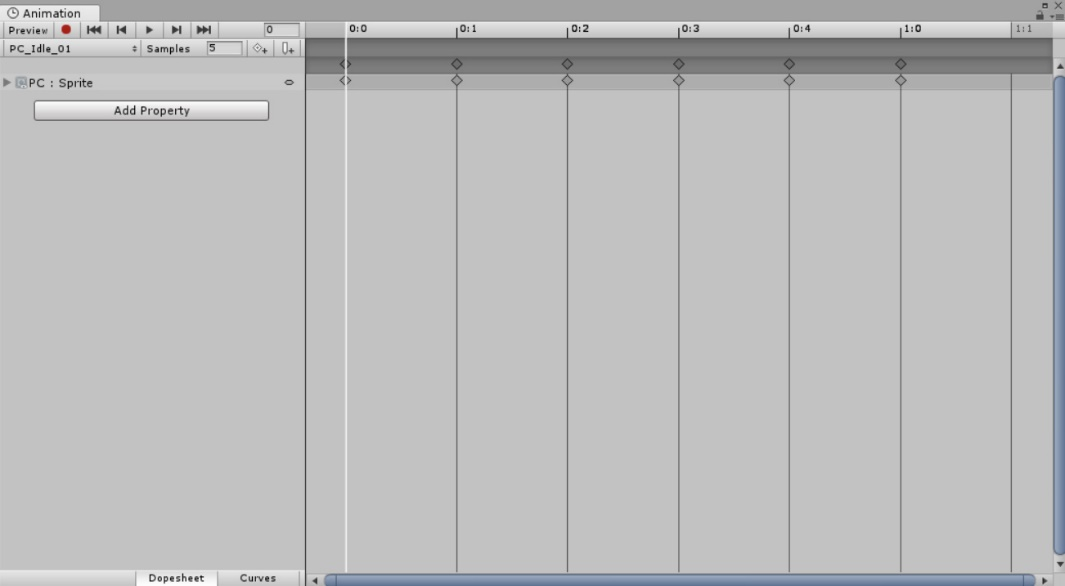 Animation
Preview 0 0:0 0:1 0:2 0:3 0:4 1:0 1:1
PC_Idle_01 Samples 5
PC : Sprite
Add Property
Dopesheet Curves